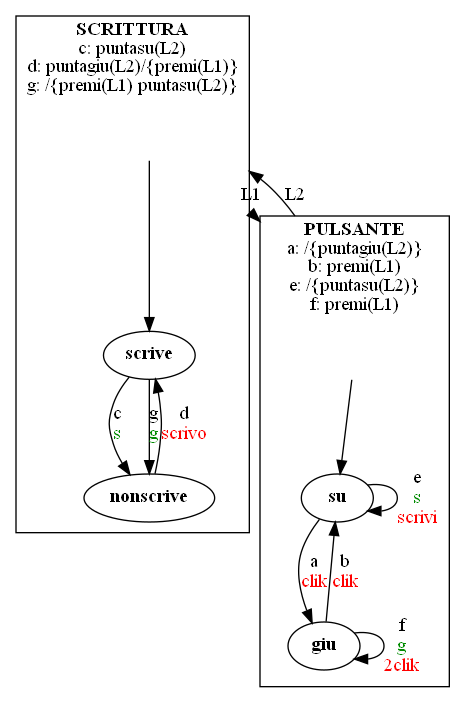 SCRITTURA
c: puntasu(L2)
d: puntagiu(L2)/{premi(L1)}
g: /{premi(L1) puntasu(L2)}
L1
L2
PULSANTE
a: /{puntagiu(L2)}
b: premi(L1)
e: /{puntasu(L2)}
f: premi(L1)
scrive
c
s
g
g
d
scrivo
nonscrive
su
e
s
scrivi
a
clik
b
clik
giu
f
g
2clik